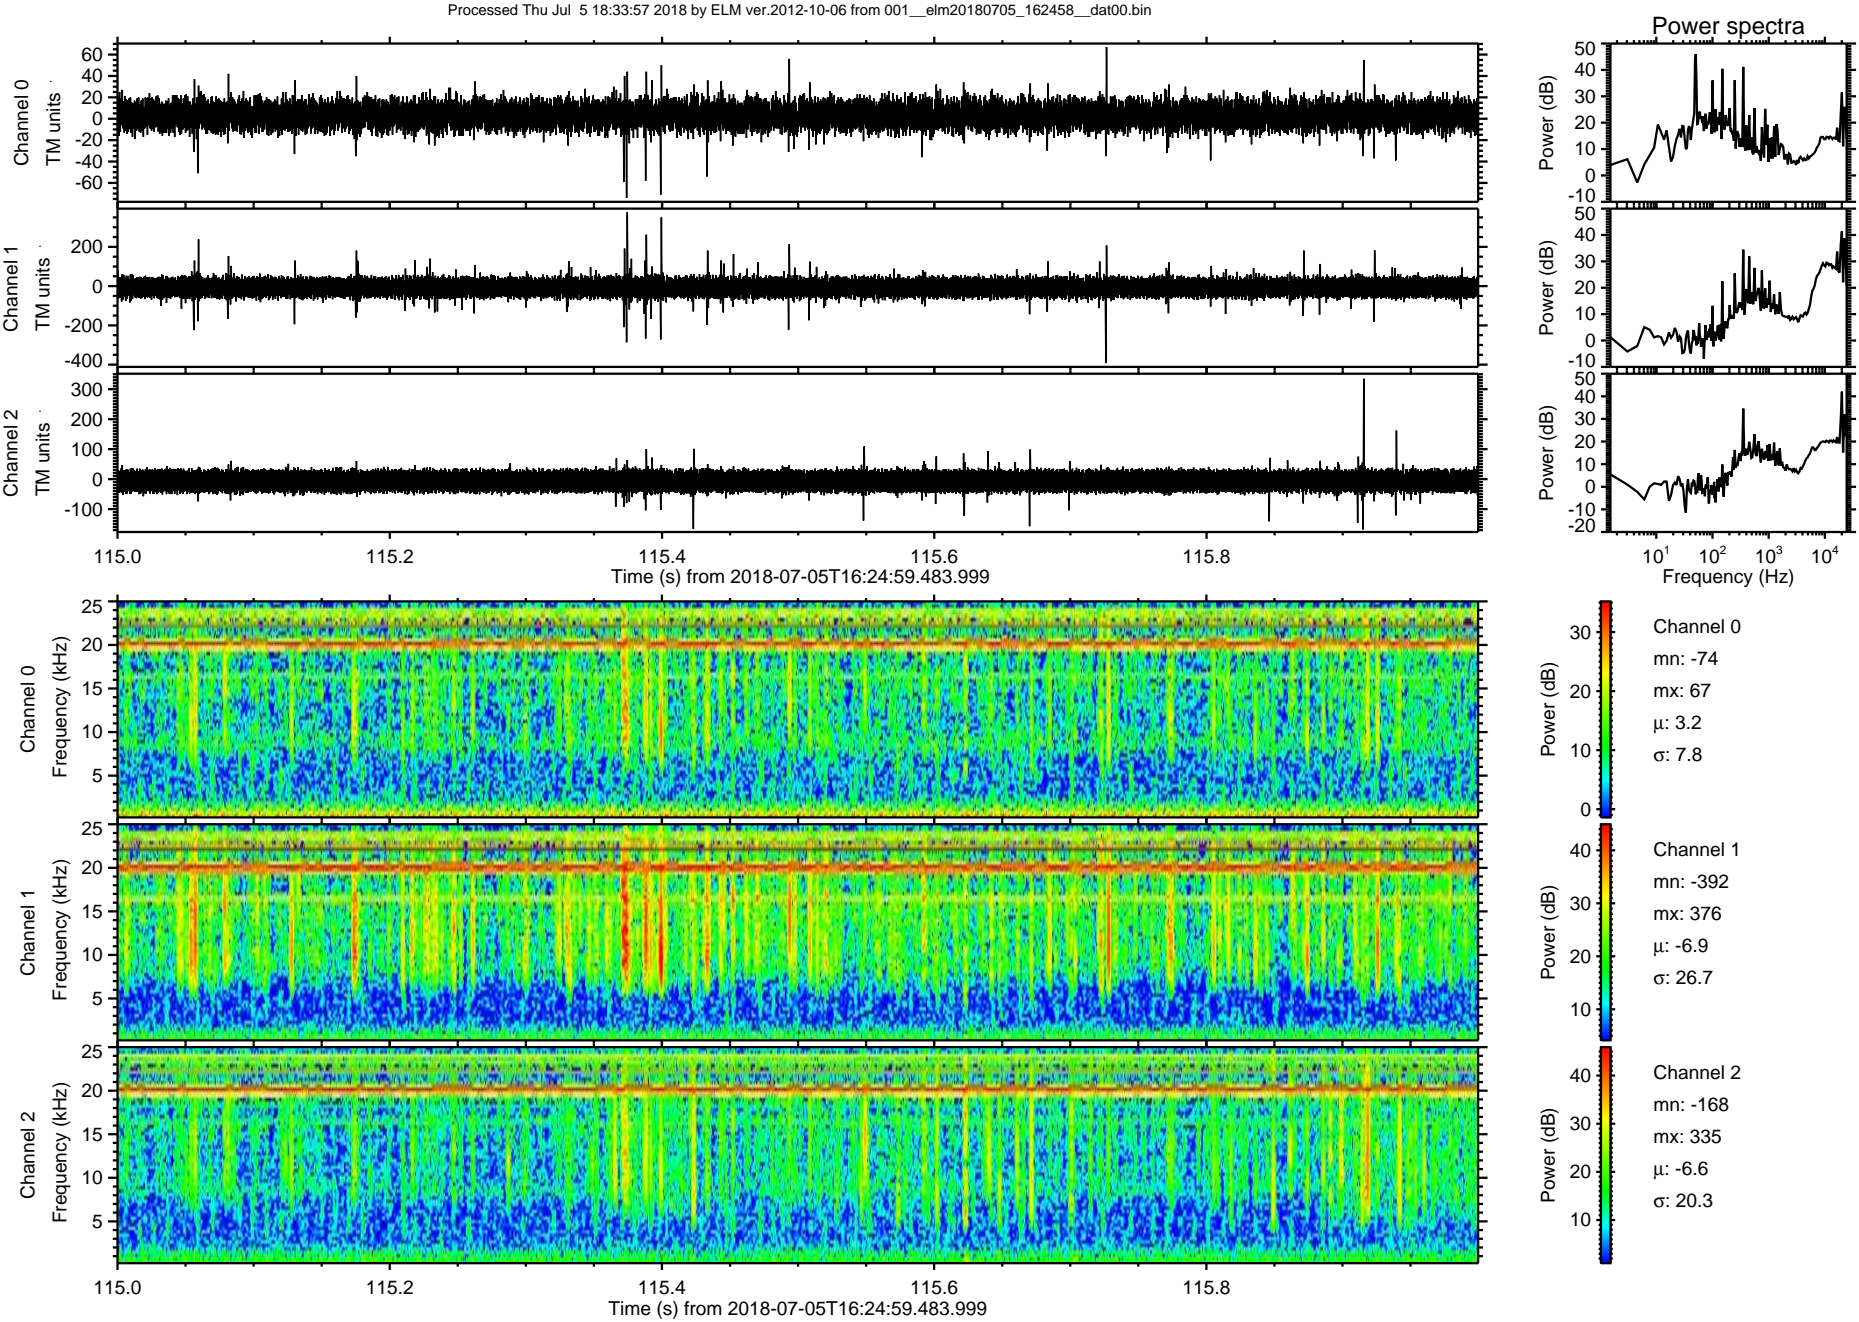 Processed Thu Jul  5 18:33:57 2018 by ELM ver.2012-10-06 from 001__elm20180705_162458__dat00.bin
Power spectra
Channel 0
TM units
60
40
20
0
-20
-40
-60
Power (dB)
50
40
30
20
10
0
-10
Channel 1
TM units
200
0
-200
-400
Power (dB)
50
40
30
20
10
0
-10
Channel 2
TM units
300
200
100
0
-100
Power (dB)
50
40
30
20
10
0
-10
-20
115.0 115.2 115.4 115.6 115.8
Time (s) from 2018-07-05T16:24:59.483.999
10¹ 10² 10³ 10⁴
Frequency (Hz)
Channel 0
Frequency (kHz)
25
20
15
10
5
Power (dB)
30
20
10
0
Channel 0
mn: -74
mx: 67
μ: 3.2
σ: 7.8
Channel 1
Frequency (kHz)
25
20
15
10
5
Power (dB)
40
30
20
10
Channel 1
mn: -392
mx: 376
μ: -6.9
σ: 26.7
Channel 2
Frequency (kHz)
25
20
15
10
5
Power (dB)
40
30
20
10
Channel 2
mn: -168
mx: 335
μ: -6.6
σ: 20.3
115.0 115.2 115.4 115.6 115.8
Time (s) from 2018-07-05T16:24:59.483.999